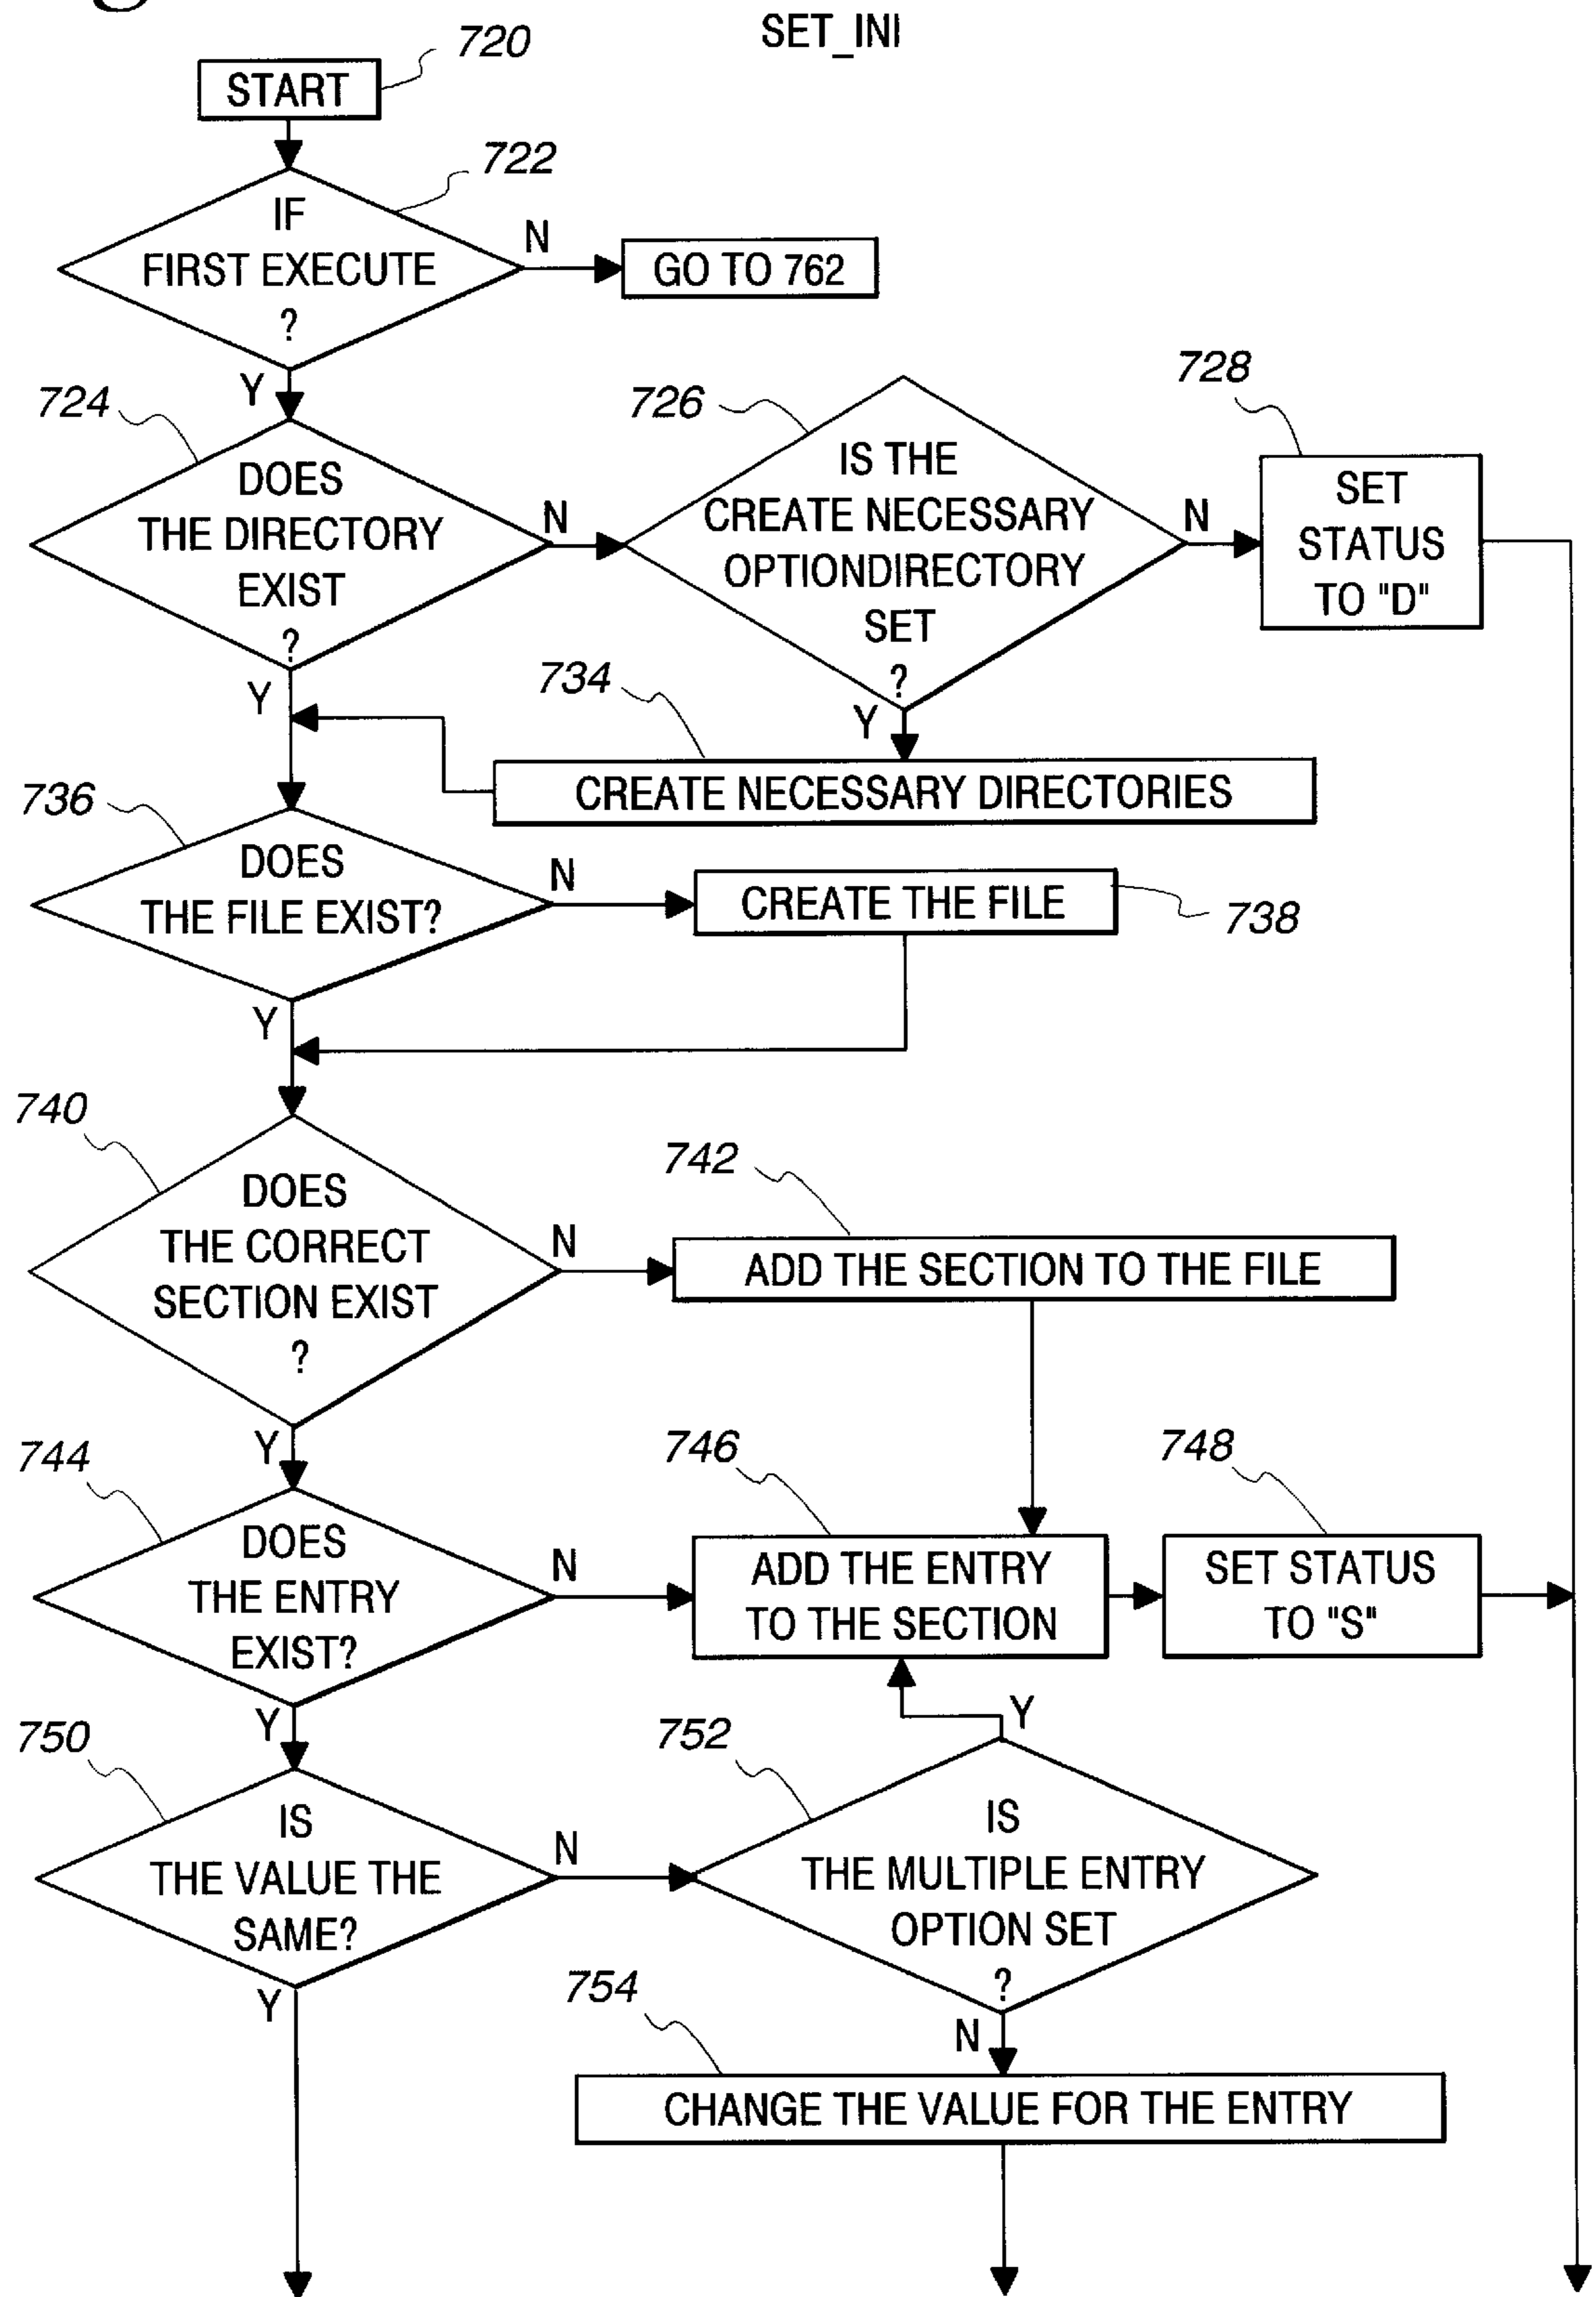 SET_INI
720
START
722
IF
FIRST EXECUTE
?
N
GO TO 762
Y
724
DOES
THE DIRECTORY
EXIST
?
N
726
IS THE
CREATE NECESSARY
OPTIONDIRECTORY
SET
?
N
728
SET
STATUS
TO "D"
Y
Y
734
CREATE NECESSARY DIRECTORIES
736
DOES
THE FILE EXIST?
N
CREATE THE FILE
738
Y
740
DOES
THE CORRECT
SECTION EXIST
?
N
742
ADD THE SECTION TO THE FILE
Y
744
DOES
THE ENTRY
EXIST?
N
746
ADD THE ENTRY
TO THE SECTION
748
SET STATUS
TO "S"
Y
750
IS
THE VALUE THE
SAME?
N
752
Y
IS
THE MULTIPLE ENTRY
OPTION SET
?
Y
N
754
CHANGE THE VALUE FOR THE ENTRY